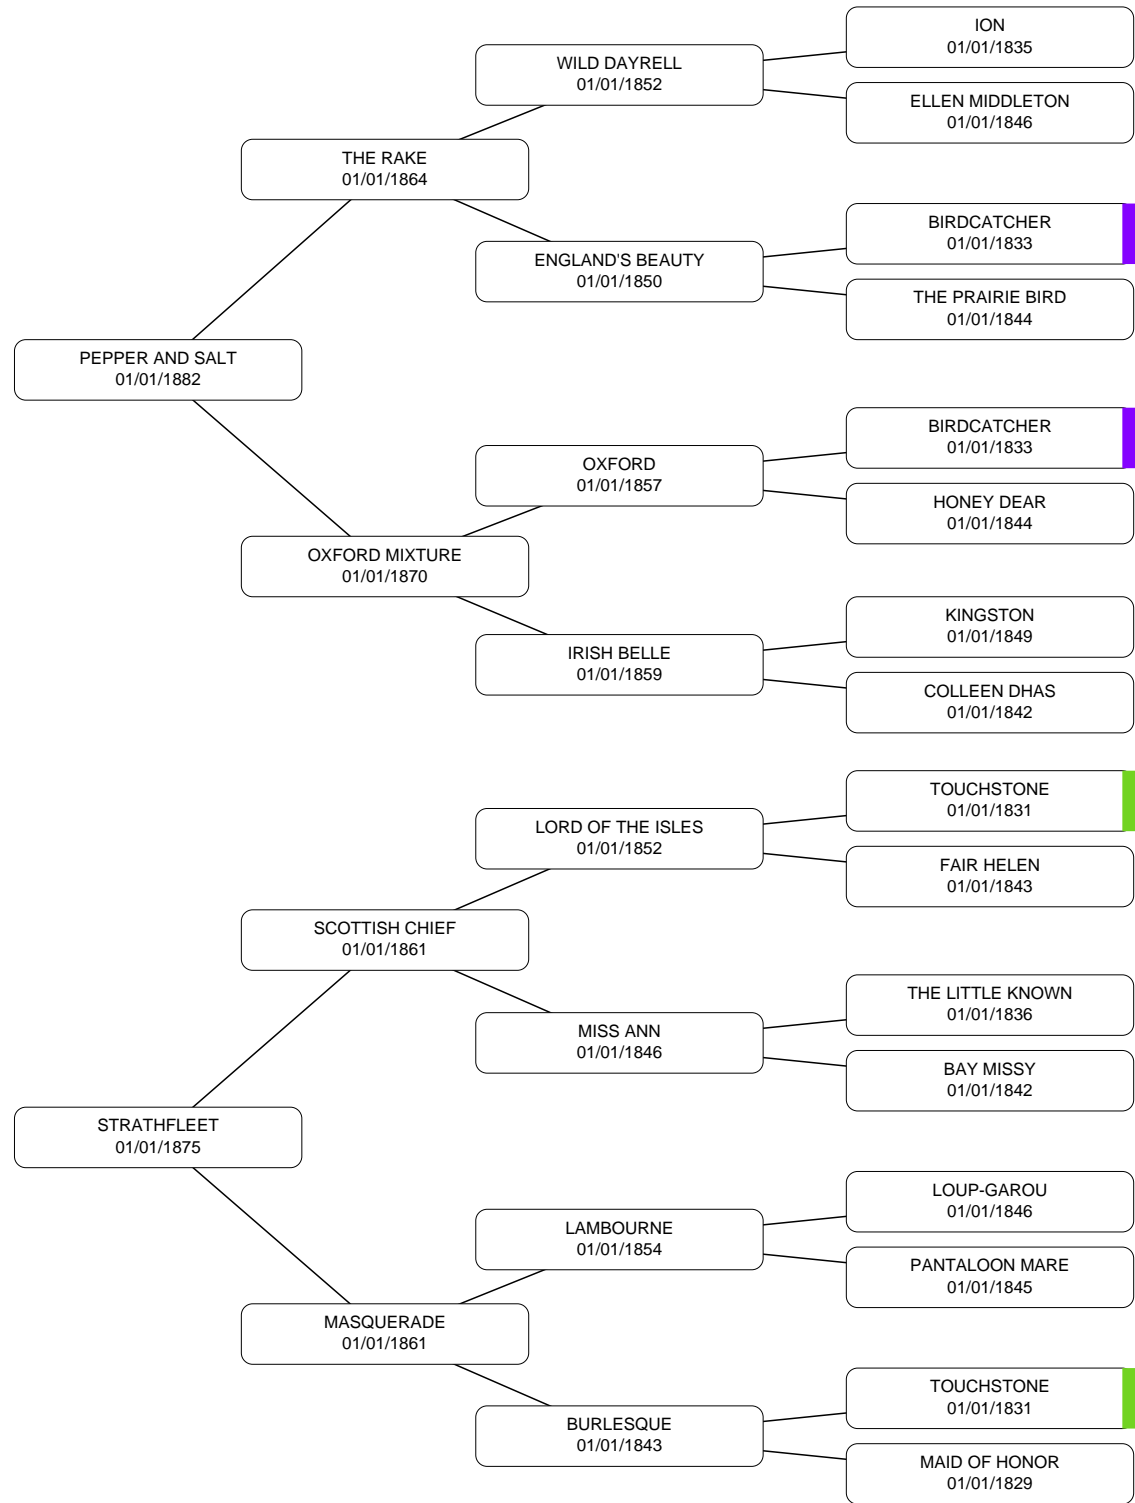 ION
01/01/1835
WILD DAYRELL
01/01/1852
ELLEN MIDDLETON
01/01/1846
THE RAKE
01/01/1864
BIRDCATCHER
01/01/1833
ENGLAND'S BEAUTY
01/01/1850
THE PRAIRIE BIRD
01/01/1844
PEPPER AND SALT
01/01/1882
BIRDCATCHER
01/01/1833
OXFORD
01/01/1857
HONEY DEAR
01/01/1844
OXFORD MIXTURE
01/01/1870
KINGSTON
01/01/1849
IRISH BELLE
01/01/1859
COLLEEN DHAS
01/01/1842
TOUCHSTONE
01/01/1831
LORD OF THE ISLES
01/01/1852
FAIR HELEN
01/01/1843
SCOTTISH CHIEF
01/01/1861
THE LITTLE KNOWN
01/01/1836
MISS ANN
01/01/1846
BAY MISSY
01/01/1842
STRATHFLEET
01/01/1875
LOUP-GAROU
01/01/1846
LAMBOURNE
01/01/1854
PANTALOON MARE
01/01/1845
MASQUERADE
01/01/1861
TOUCHSTONE
01/01/1831
BURLESQUE
01/01/1843
MAID OF HONOR
01/01/1829